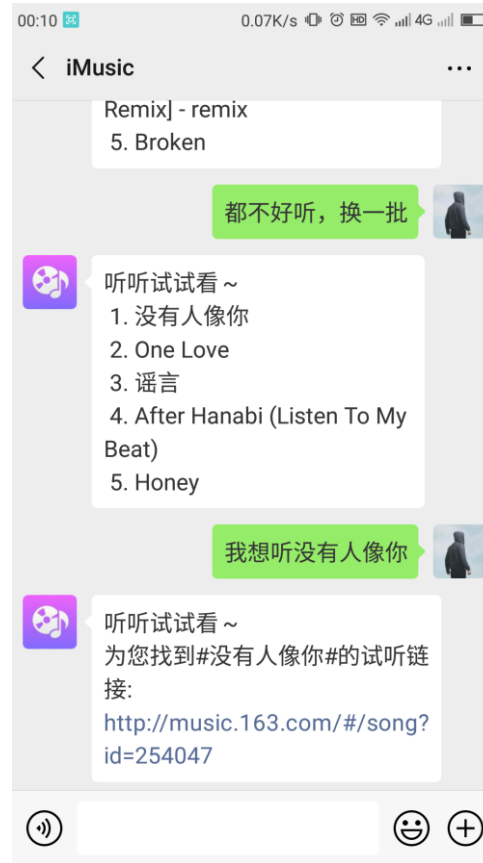 00:10 0.07K/s HD 4G
iMusic
Remix] - remix
5. Broken
都不好听，换一批
听听试试看～
1. 没有人像你
2. One Love
3. 谣言
4. After Hanabi (Listen To My
Beat)
5. Honey
我想听没有人像你
听听试试看～
为您找到#没有人像你#的试听链
接:
http://music.163.com/#/song?
id=254047